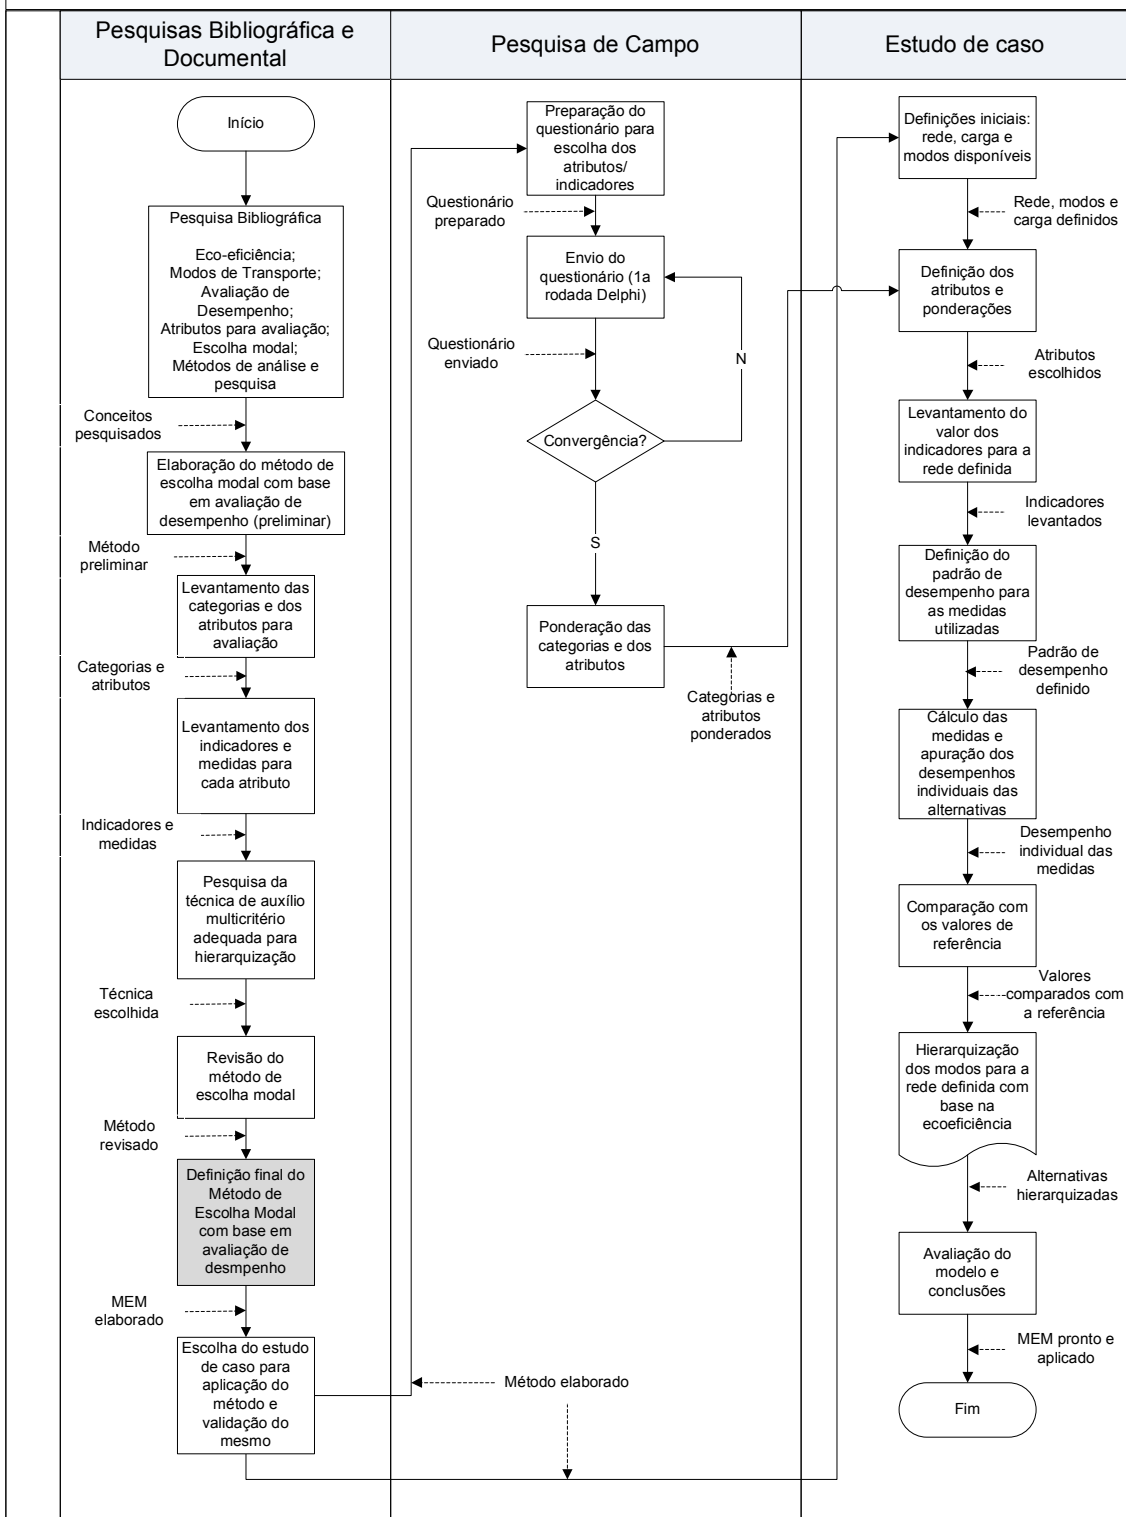 Pesquisas Bibliográfica e
Documental
Início
Pesquisa Bibliográfica
Eco-eficiência;
Modos de Transporte;
Avaliação de
Desempenho;
Atributos para avaliação;
Escolha modal;
Métodos de análise e
pesquisa
Conceitos
pesquisados
Elaboração do método de
escolha modal com base
em avaliação de
desempenho (preliminar)
Método
preliminar
Levantamento das
categorias e dos
atributos para
avaliação
Categorias e
atributos
Levantamento dos
indicadores e
medidas para
cada atributo
Indicadores e
medidas
Pesquisa da
técnica de auxílio
multicritério
adequada para
hierarquização
Técnica
escolhida
Revisão do
método de
escolha modal
Método
revisado
Definição final do
Método de
Escolha Modal
com base em
avaliação de
desmpenho
MEM
elaborado
Escolha do estudo
de caso para
aplicação do
método e
validação do
mesmo
Método elaborado
Pesquisa de Campo
Preparação do
questionário para
escolha dos
atributos/
indicadores
Questionário
preparado
Envio do
questionário (1a
rodada Delphi)
Questionário
enviado
N
Convergência?
S
Ponderação das
categorias e dos
atributos
Categorias e
atributos
ponderados
Estudo de caso
Definições iniciais:
rede, carga e
modos disponíveis
Rede, modos e
carga definidos
Definição dos
atributos e
ponderações
Atributos
escolhidos
Levantamento do
valor dos
indicadores para a
rede definida
Indicadores
levantados
Definição do
padrão de
desempenho para
as medidas
utilizadas
Padrão de
desempenho
definido
Cálculo das
medidas e
apuração dos
desempenhos
individuais das
alternativas
Desempenho
individual das
medidas
Comparação com
os valores de
referência
Valores
comparados com
a referência
Hierarquização
dos modos para a
rede definida com
base na
ecoeficiência
Alternativas
hierarquizadas
Avaliação do
modelo e
conclusões
MEM pronto e
aplicado
Fim